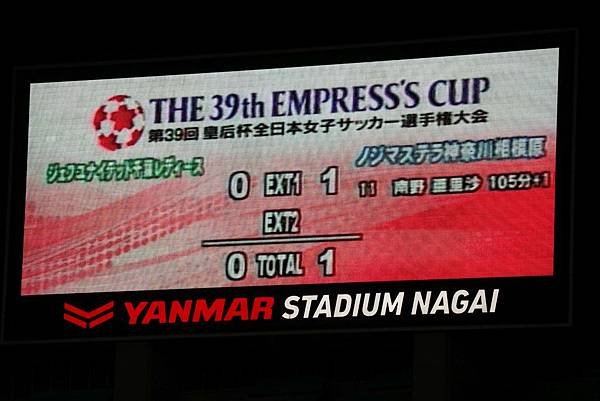 THE 39th EMPRESS'S CUP
第39回 皇后杯全日本女子サッカー選手権大会
ジェフユナイテッド千葉レディース
ノジマステラ神奈川相模原
0 EXT1 1
11 南野 亜里沙 105分+1
EXT2
0 TOTAL 1
YANMAR STADIUM NAGAI